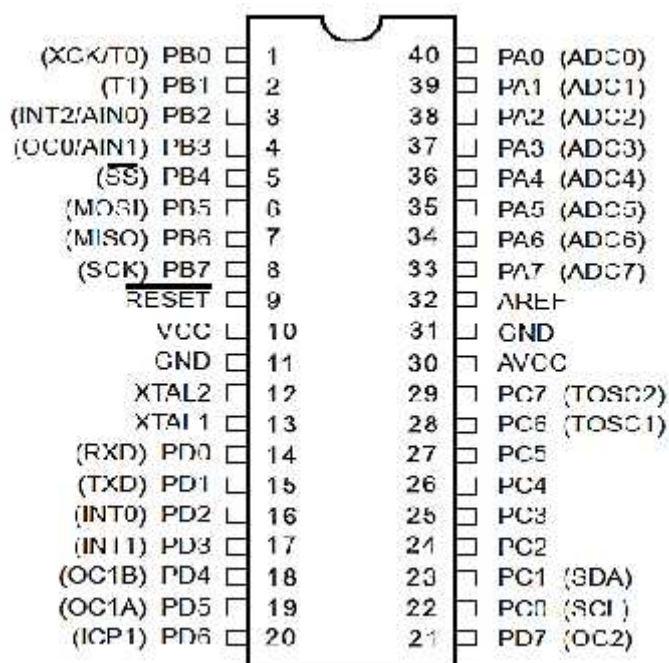 (XCK/T0) PB0 1 40 PA0 (ADC0)
(T1) PB1 2 39 PA1 (ADC1)
(INT2/AIN0) PB2 3 38 PA2 (ADC2)
(OC0/AIN1) PB3 4 37 PA3 (ADC3)
(SS) PB4 5 36 PA4 (ADC4)
(MOSI) PB5 6 35 PA5 (ADC5)
(MISO) PB6 7 34 PA6 (ADC6)
(SCK) PB7 8 33 PA7 (ADC7)
RESET 9 32 AREF
VCC 10 31 GND
GND 11 30 AVCC
XTAL2 12 29 PC7 (TOSC2)
XTAL1 13 28 PC6 (TOSC1)
(RXD) PD0 14 27 PC5
(TXD) PD1 15 26 PC4
(INT0) PD2 16 25 PC3
(INT1) PD3 17 24 PC2
(OC1B) PD4 18 23 PC1 (SDA)
(OC1A) PD5 19 22 PC0 (SCL)
(ICP1) PD6 20 21 PD7 (OC2)